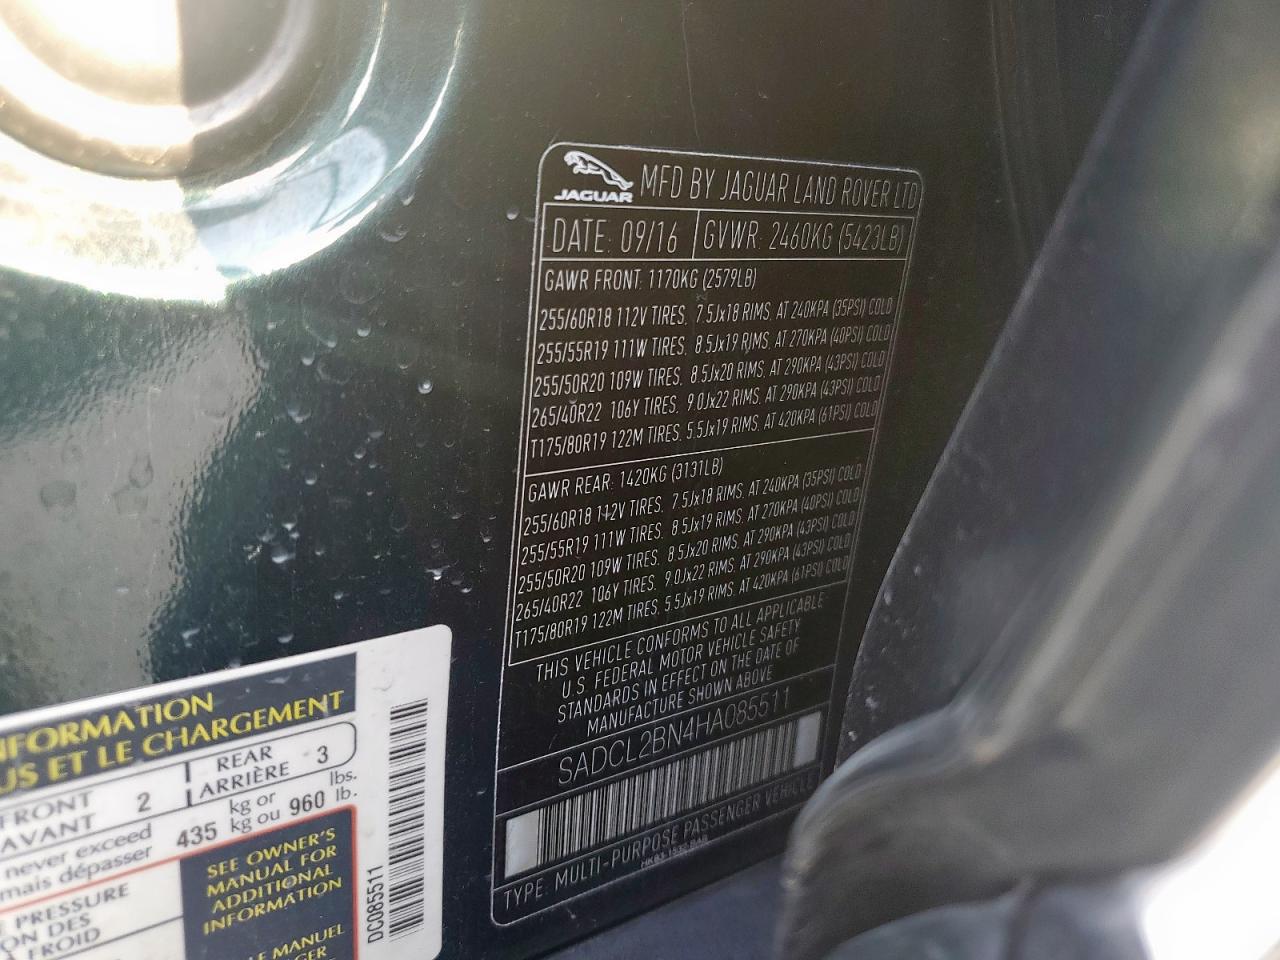 JAGUAR
MFD BY JAGUAR LAND ROVER LTD
DATE: 09/16 GVWR: 2460KG (5423LB)
GAWR FRONT: 1170KG (2579LB)
255/60R18 112V TIRES, 7.5Jx18 RIMS, AT 240KPA (35PSI) COLD
255/55R19 111W TIRES, 8.5Jx19 RIMS, AT 270KPA (40PSI) COLD
255/50R20 109W TIRES, 8.5Jx20 RIMS, AT 290KPA (43PSI) COLD
265/40R22 106Y TIRES, 9.0Jx22 RIMS, AT 290KPA (43PSI) COLD
T175/80R19 122M TIRES, 5.5Jx19 RIMS, AT 420KPA (61PSI) COLD
GAWR REAR: 1420KG (3131LB)
255/60R18 112V TIRES, 7.5Jx18 RIMS, AT 240KPA (35PSI) COLD
255/55R19 111W TIRES, 8.5Jx19 RIMS, AT 270KPA (40PSI) COLD
255/50R20 109W TIRES, 8.5Jx20 RIMS, AT 290KPA (43PSI) COLD
265/40R22 106Y TIRES, 9.0Jx22 RIMS, AT 290KPA (43PSI) COLD
T175/80R19 122M TIRES, 5.5Jx19 RIMS, AT 420KPA (61PSI) COLD
THIS VEHICLE CONFORMS TO ALL APPLICABLE
U.S. FEDERAL MOTOR VEHICLE SAFETY
STANDARDS IN EFFECT ON THE DATE OF
MANUFACTURE SHOWN ABOVE
SADCL2BN4HA085511
TYPE: MULTI-PURPOSE PASSENGER VEHICLE
NFORMATION
US ET LE CHARGEMENT
FRONT 2 REAR 3
AVANT ARRIÈRE
never exceed 435 kg or 960 lbs.
mais dépasser kg ou lb.
E PRESSURE
ON DES
À FROID
SEE OWNER'S
MANUAL FOR
ADDITIONAL
INFORMATION
LE MANUEL
DC085511